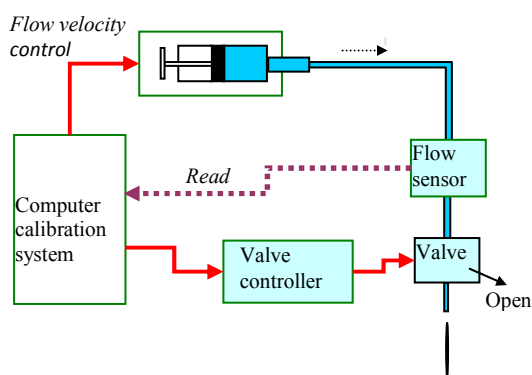 Flow velocity
control
Flow
sensor
Read
Computer
calibration
system
Valve
controller
Valve
Open